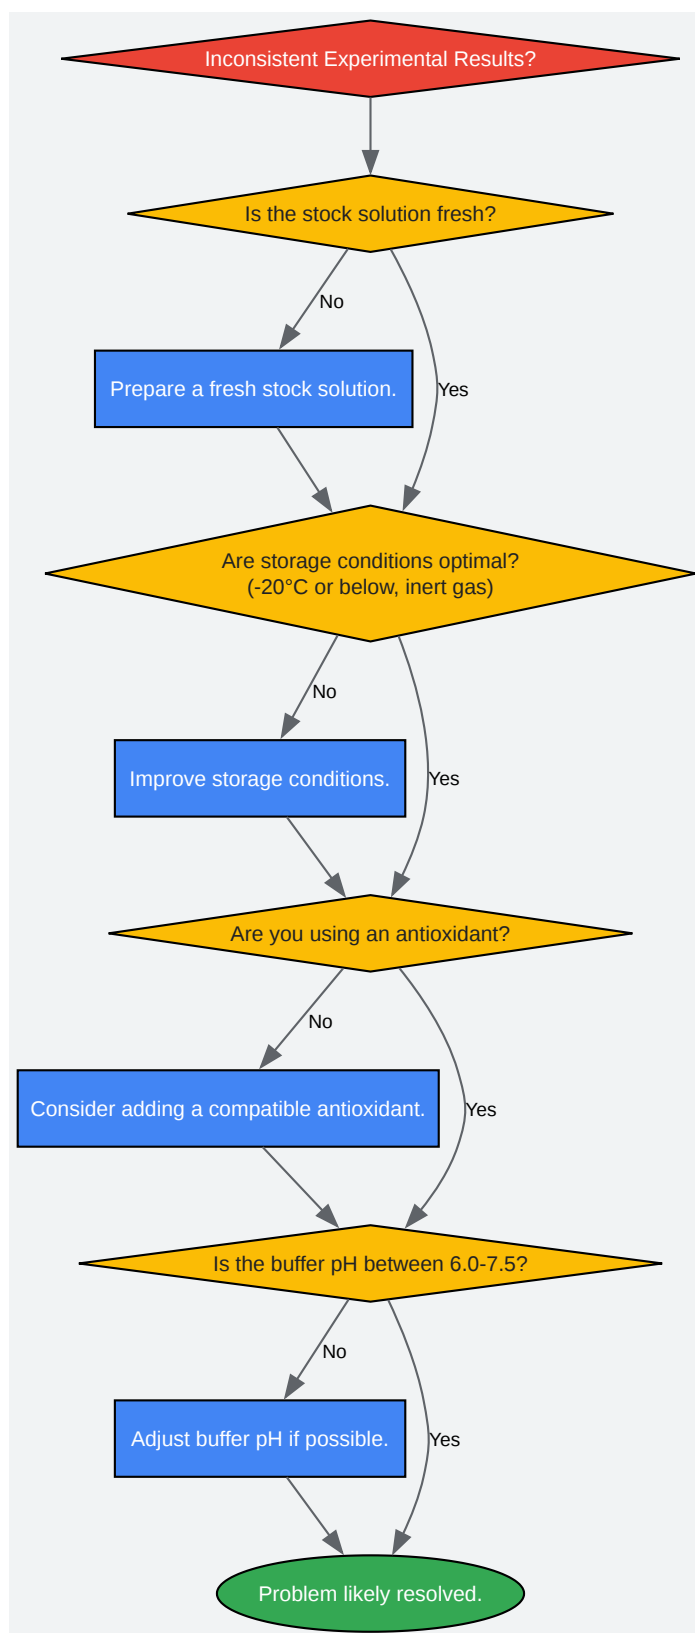 Inconsistent Experimental Results?
Is the stock solution fresh?
No
Prepare a fresh stock solution.
Yes
Are storage conditions optimal?
(-20°C or below, inert gas)
No
Improve storage conditions.
Yes
Are you using an antioxidant?
No
Consider adding a compatible antioxidant.
Yes
Is the buffer pH between 6.0-7.5?
No
Adjust buffer pH if possible.
Yes
Problem likely resolved.